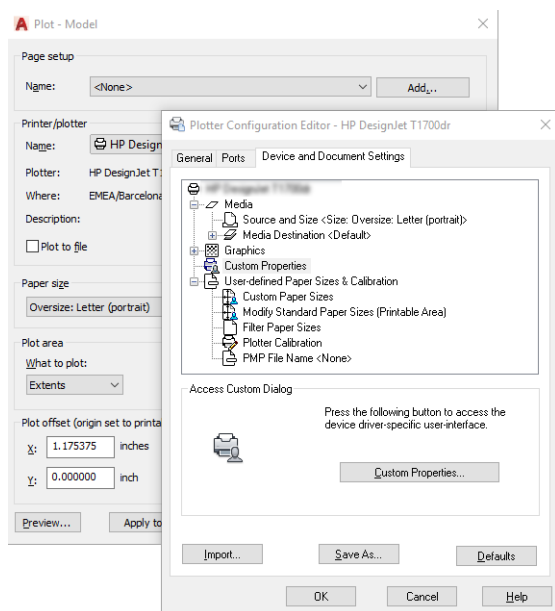 Plot - Model
Page setup
Name: <None> Add...
Printer/plotter
Name: HP Design
Plotter: HP DesignJet T1
Where: EMEA/Barcelona
Description:
Plot to file
Paper size
Oversize: Letter (portrait)
Plot area
What to plot:
Extents
Plot offset (origin set to printa
X: 1.175375 inches
Y: 0.000000 inch
Preview... Apply to
Plotter Configuration Editor - HP DesignJet T1700dr
General Ports Device and Document Settings
Media
Source and Size <Size: Oversize: Letter (portrait)>
Media Destination <Default>
Graphics
Custom Properties
User-defined Paper Sizes & Calibration
Custom Paper Sizes
Modify Standard Paper Sizes (Printable Area)
Filter Paper Sizes
Plotter Calibration
PMP File Name <None>
Access Custom Dialog
Press the following button to access the
device driver-specific user-interface.
Custom Properties...
Import... Save As... Defaults
OK Cancel Help